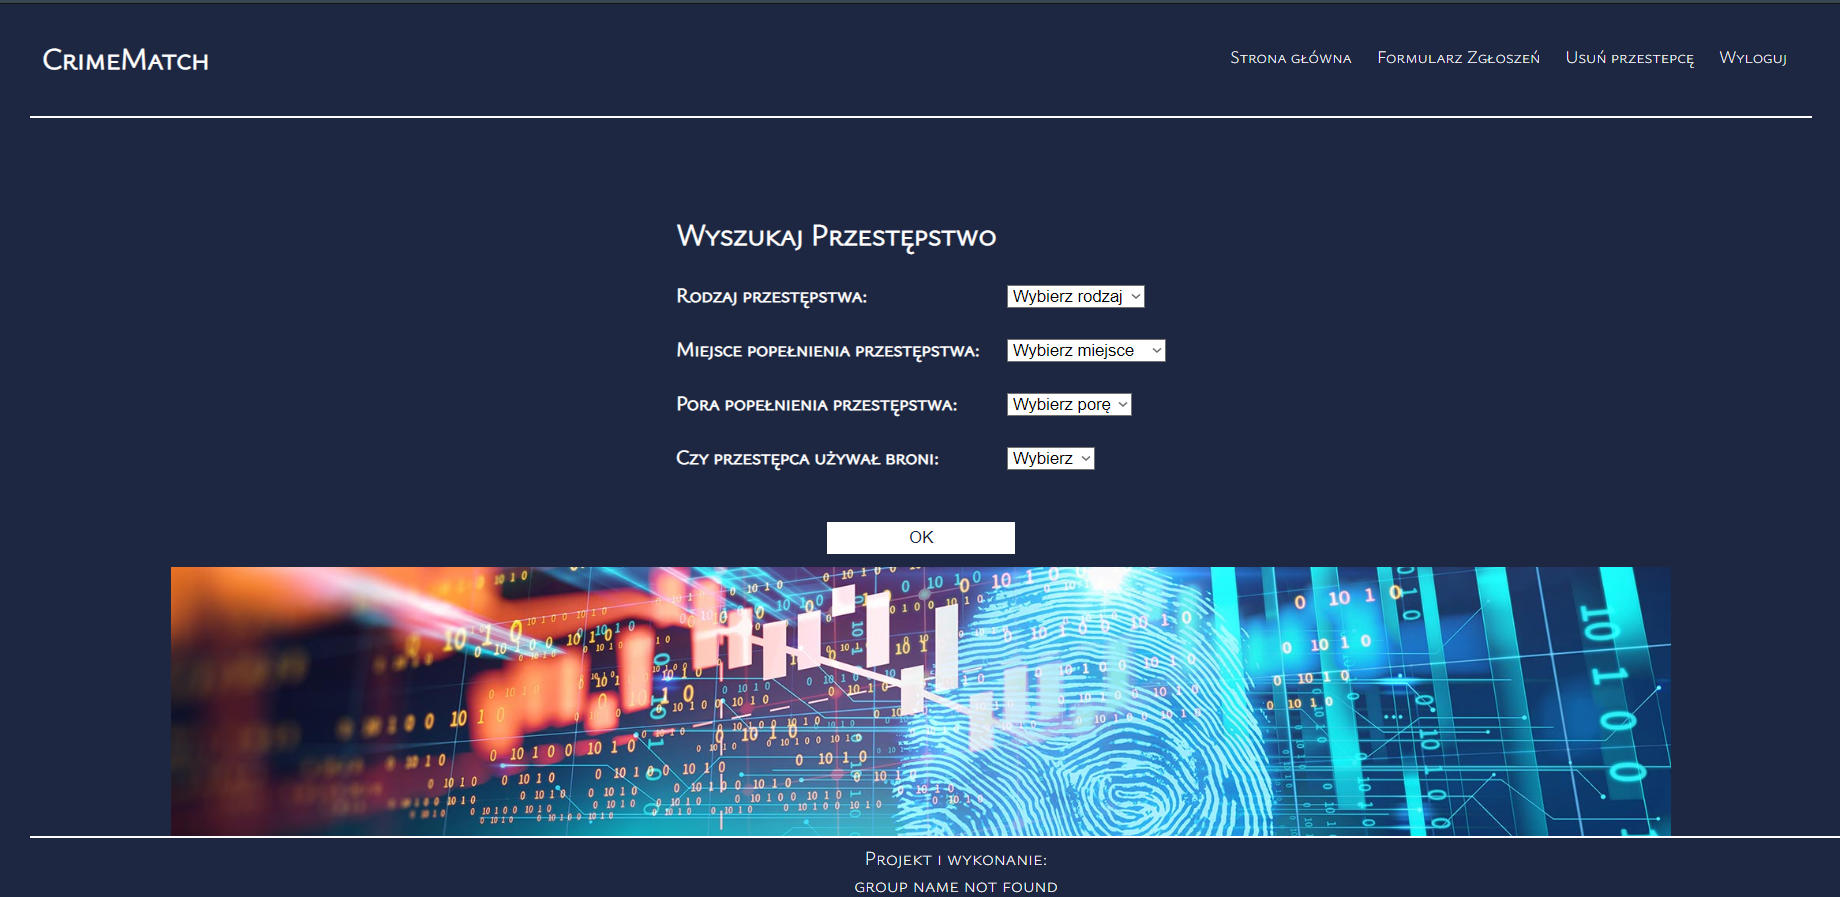 CrimeMatch
Strona główna Formularz Zgłoszeń Usuń przestepcę Wyloguj
Wyszukaj Przestępstwo
Rodzaj przestępstwa: Wybierz rodzaj
Miejsce popełnienia przestępstwa: Wybierz miejsce
Pora popełnienia przestępstwa: Wybierz porę
Czy przestępca używał broni: Wybierz
OK
Projekt i wykonanie:
group name not found